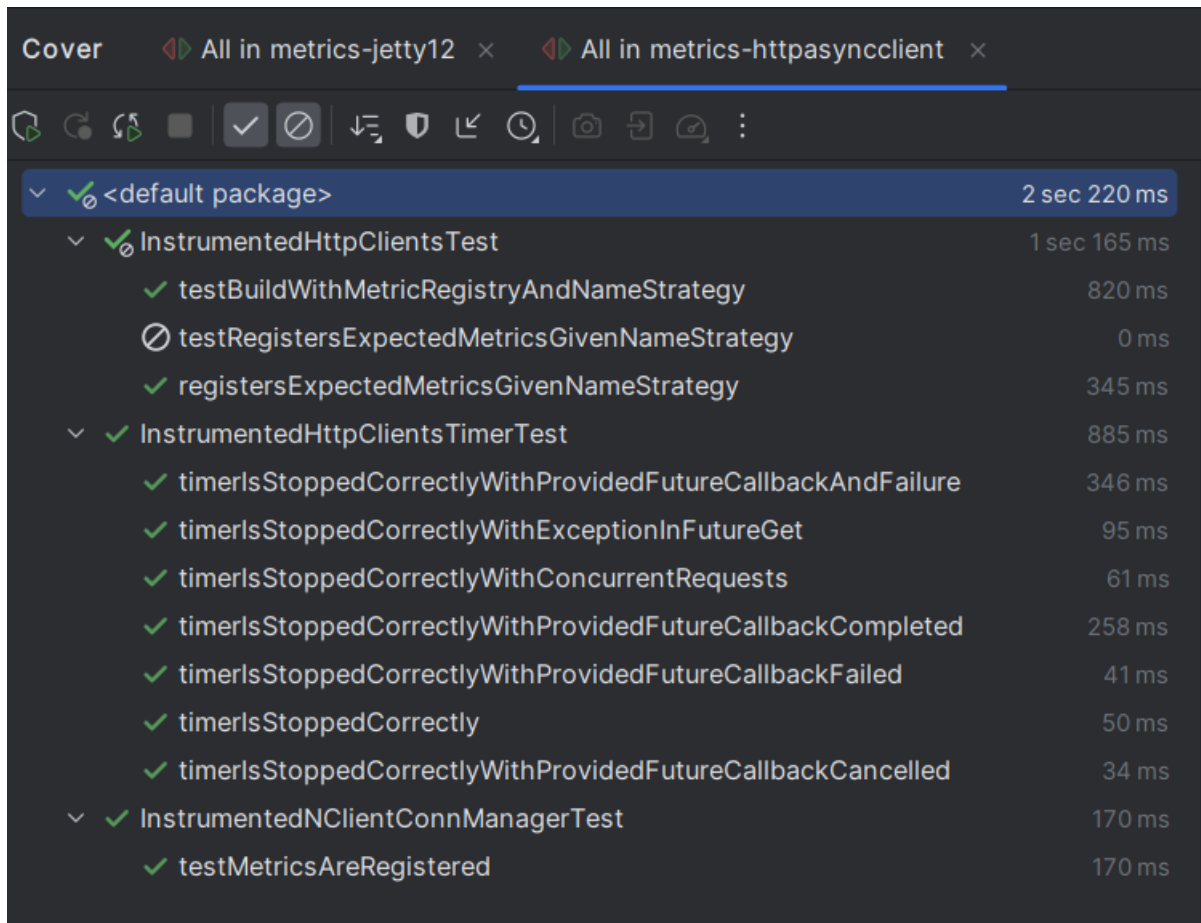 Cover All in metrics-jetty12 All in metrics-httpasyncclient
<default package> 2 sec 220 ms
InstrumentedHttpClientsTest 1 sec 165 ms
testBuildWithMetricRegistryAndNameStrategy 820 ms
testRegistersExpectedMetricsGivenNameStrategy 0 ms
registersExpectedMetricsGivenNameStrategy 345 ms
InstrumentedHttpClientsTimerTest 885 ms
timerIsStoppedCorrectlyWithProvidedFutureCallbackAndFailure 346 ms
timerIsStoppedCorrectlyWithExceptionInFutureGet 95 ms
timerIsStoppedCorrectlyWithConcurrentRequests 61 ms
timerIsStoppedCorrectlyWithProvidedFutureCallbackCompleted 258 ms
timerIsStoppedCorrectlyWithProvidedFutureCallbackFailed 41 ms
timerIsStoppedCorrectly 50 ms
timerIsStoppedCorrectlyWithProvidedFutureCallbackCancelled 34 ms
InstrumentedNClientConnManagerTest 170 ms
testMetricsAreRegistered 170 ms